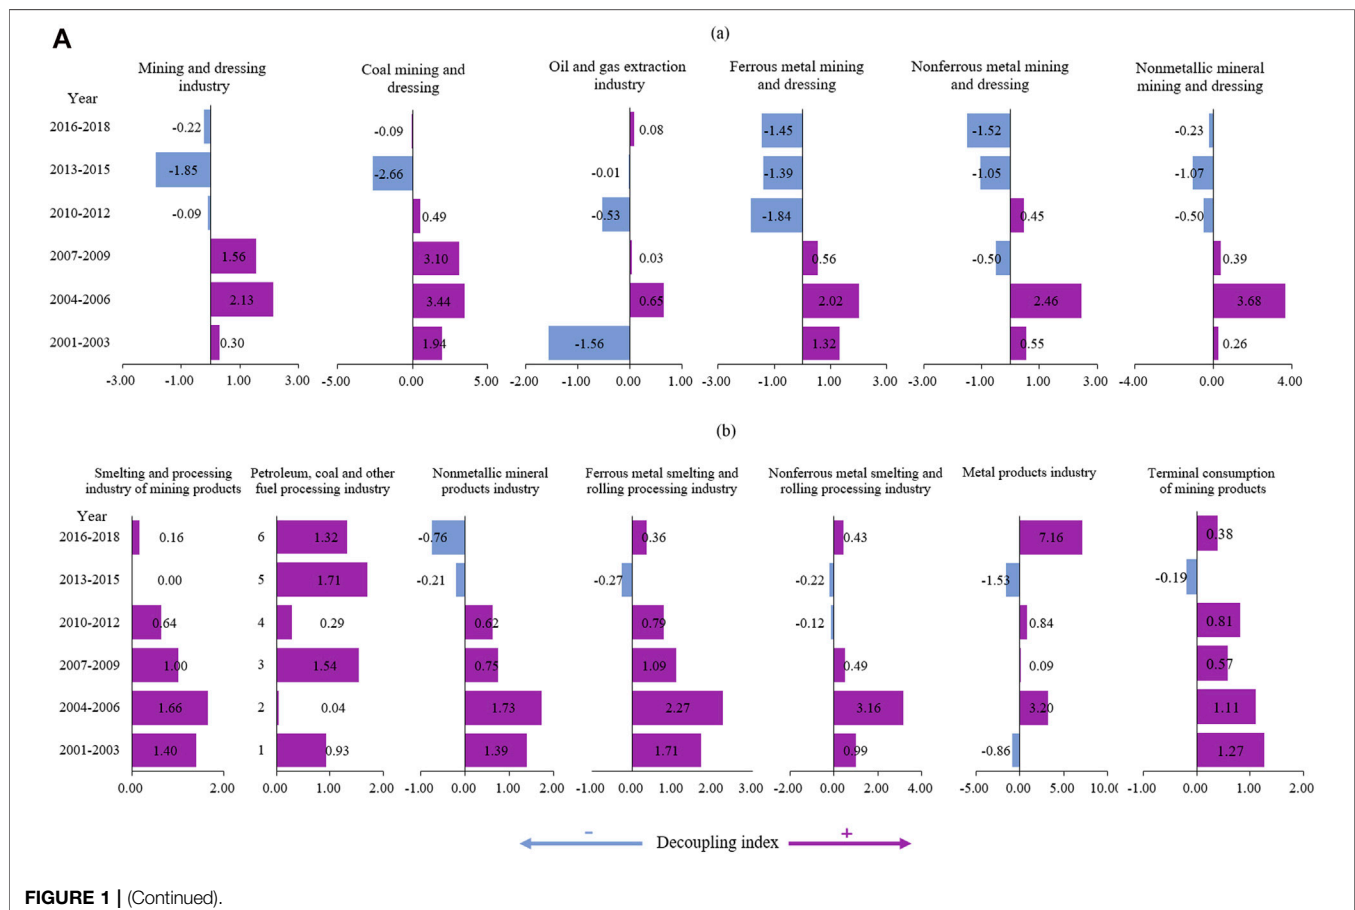 A
(a)
Mining and dressing
industry
Coal mining and
dressing
Oil and gas extraction
industry
Ferrous metal mining
and dressing
Nonferrous metal mining
and dressing
Nonmetallic mineral
mining and dressing
Year
2016-2018 -0.22 -0.09 0.08 -1.45 -1.52 -0.23
2013-2015 -1.85 -2.66 -0.01 -1.39 -1.05 -1.07
2010-2012 -0.09 0.49 -0.53 -1.84 0.45 -0.50
2007-2009 1.56 3.10 0.03 0.56 -0.50 0.39
2004-2006 2.13 3.44 0.65 2.02 2.46 3.68
2001-2003 0.30 1.94 -1.56 1.32 0.55 0.26
-3.00 -1.00 1.00 3.00 -5.00 0.00 5.00 -2.00 -1.00 0.00 1.00 -3.00 -1.00 1.00 3.00 -3.00 -1.00 1.00 3.00 -4.00 0.00 4.00
(b)
Smelting and processing
industry of mining products
Petroleum, coal and other
fuel processing industry
Nonmetallic mineral
products industry
Ferrous metal smelting and
rolling processing industry
Nonferrous metal smelting and
rolling processing industry
Metal products industry
Terminal consumption
of mining products
Year
2016-2018 0.16 6 1.32 -0.76 0.36 0.43 7.16 0.38
2013-2015 0.00 5 1.71 -0.21 -0.27 -0.22 -1.53 -0.19
2010-2012 0.64 4 0.29 0.62 0.79 -0.12 0.84 0.81
2007-2009 1.00 3 1.54 0.75 1.09 0.49 0.09 0.57
2004-2006 1.66 2 0.04 1.73 2.27 3.16 3.20 1.11
2001-2003 1.40 1 0.93 1.39 1.71 0.99 -0.86 1.27
0.00 2.00 0.00 2.00 -1.00 0.00 1.00 2.00 -1.00 0.00 1.00 2.00 3.00 -2.00 0.00 2.00 4.00 -5.00 0.00 5.00 10.00 -1.00 0.00 1.00 2.00
- Decoupling index +
FIGURE 1 | (Continued).